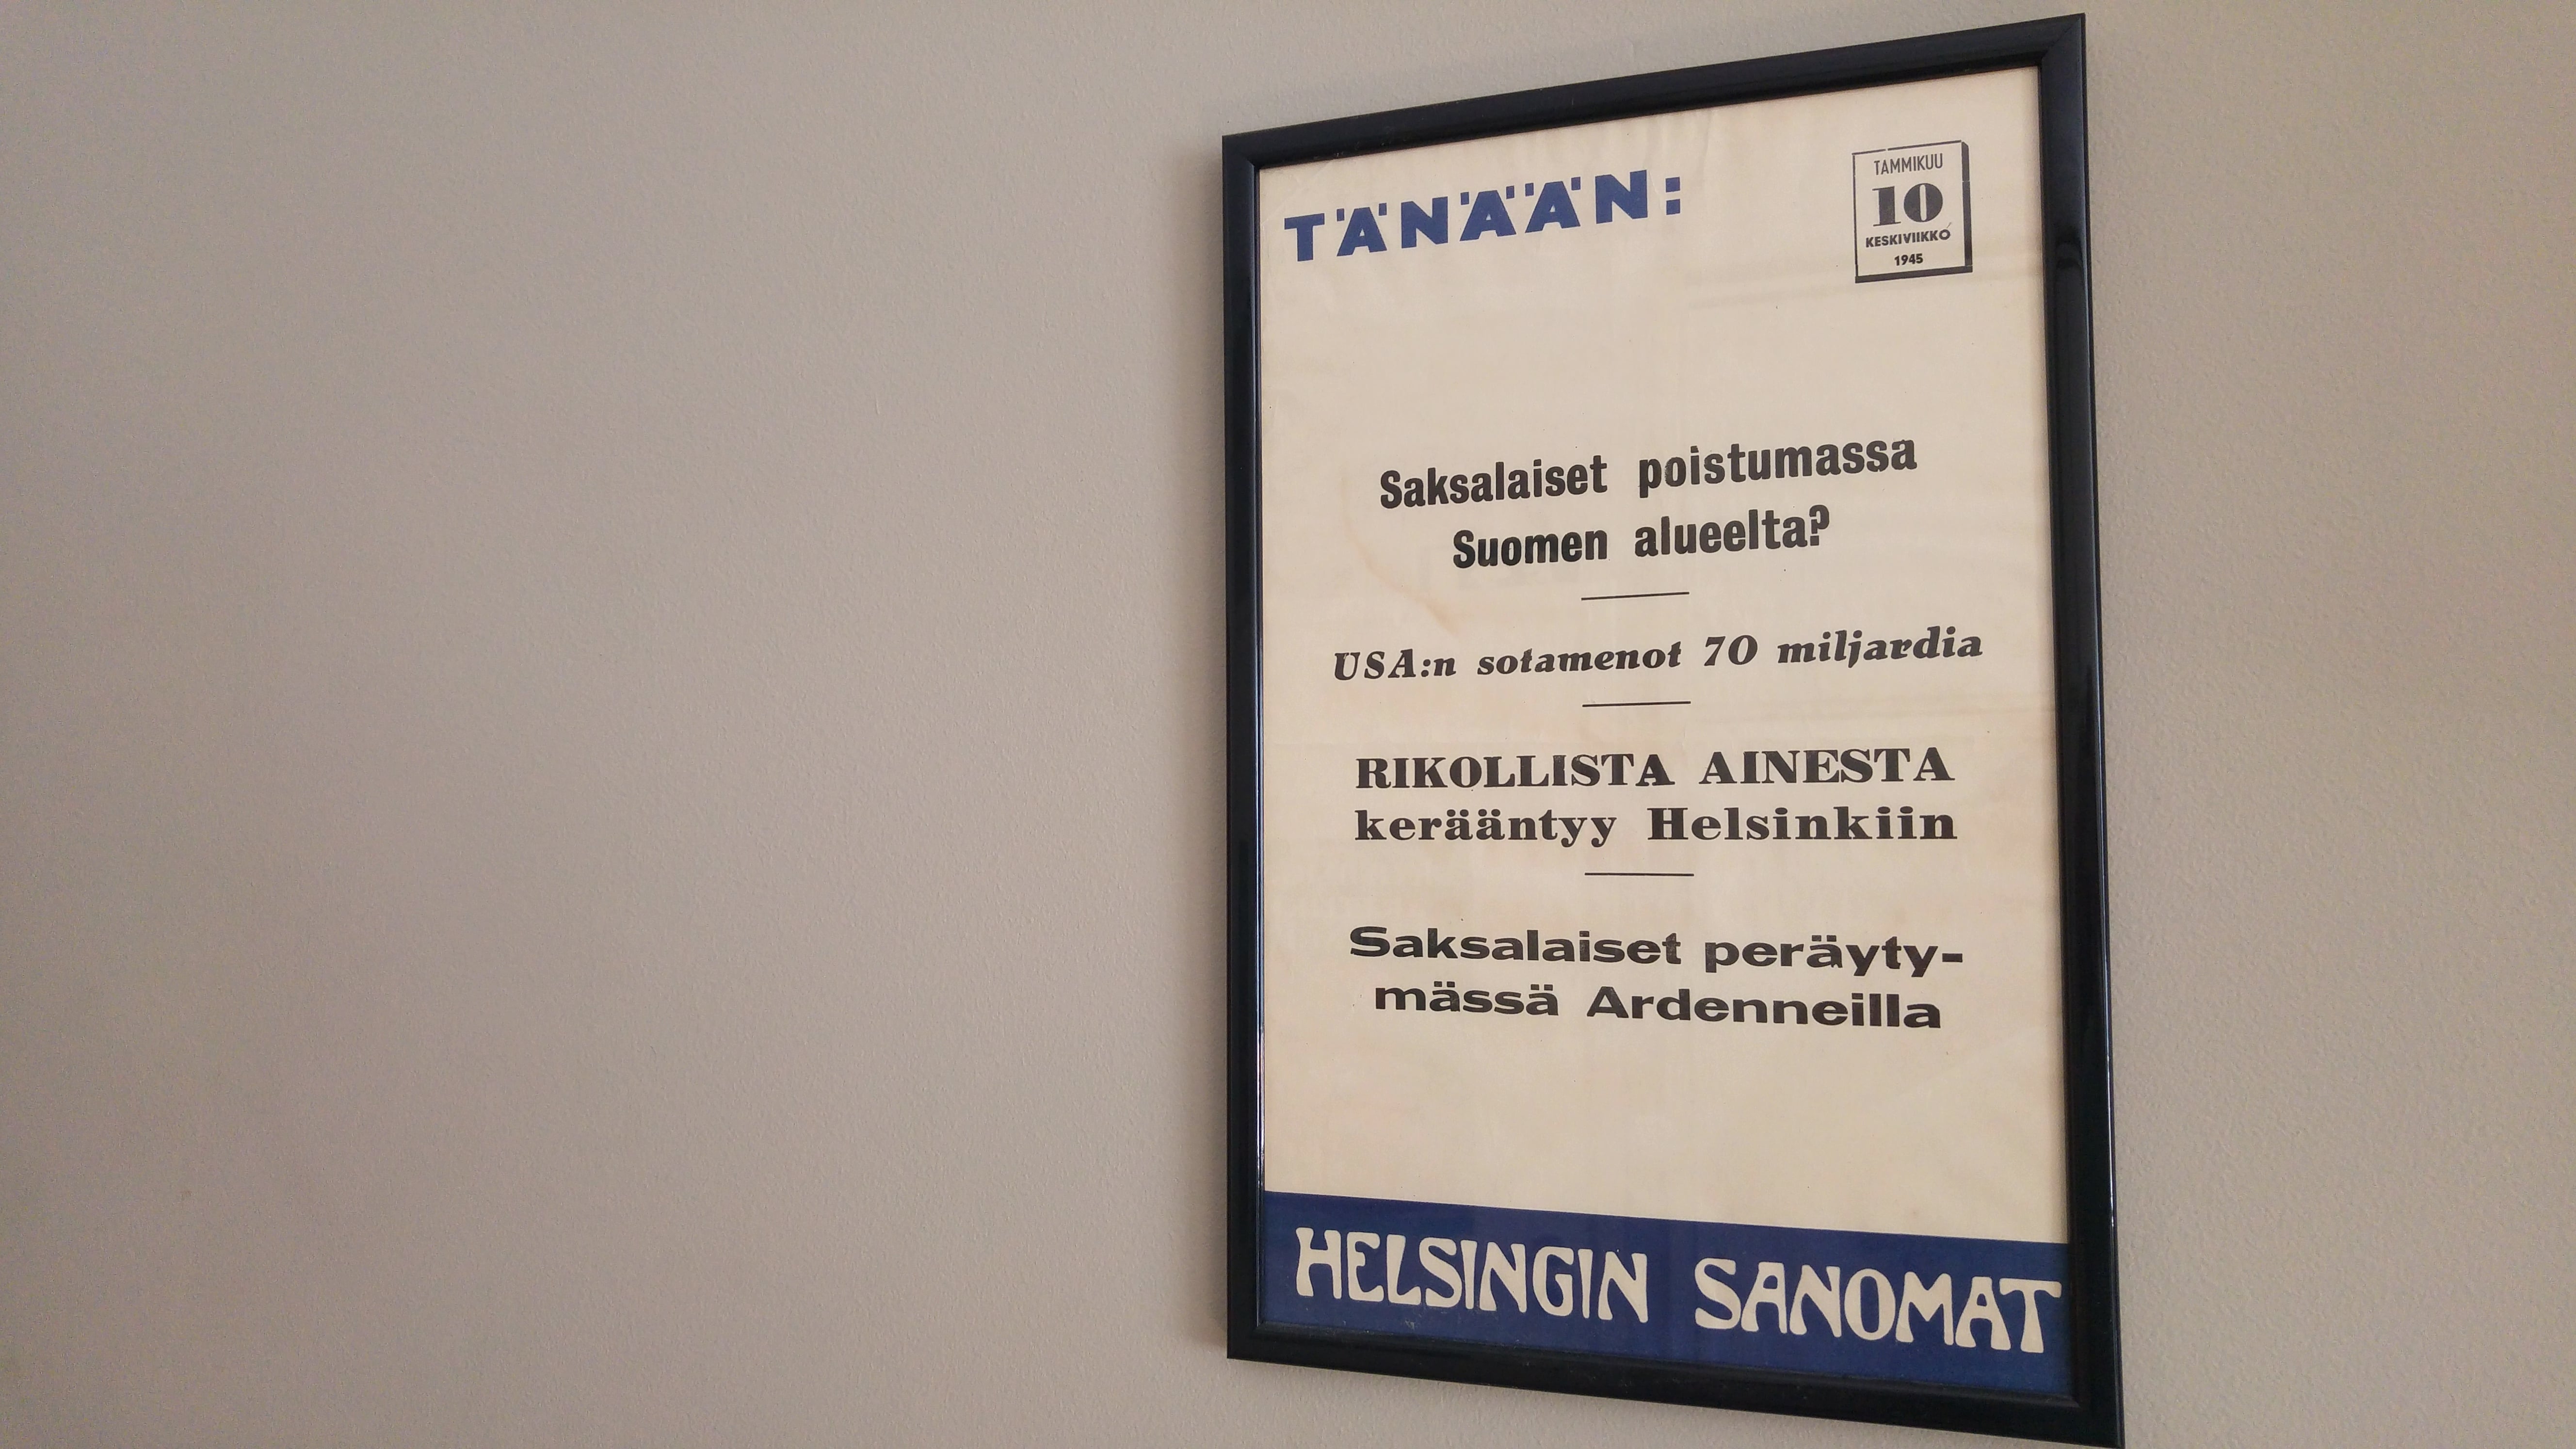 TÄNÄÄN:
TAMMIKUU
10
KESKIVIIKKO
1945
Saksalaiset poistumassa
Suomen alueelta?
USA:n sotamenot 70 miljardia
RIKOLLISTA AINESTA
kerääntyy Helsinkiin
Saksalaiset peräyty-
mässä Ardenneilla
HELSINGIN SANOMAT